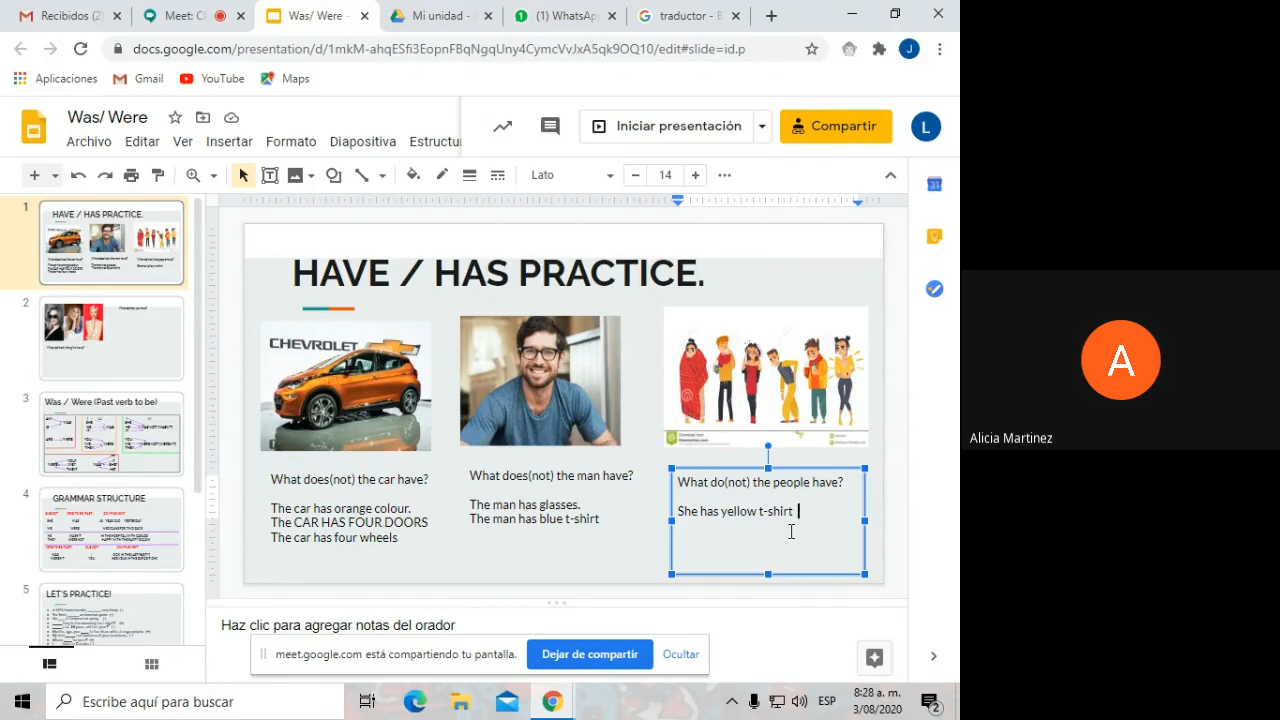 Recibidos (2)
Meet: Cl
Was/ Were -
Mi unidad -
(1) WhatsApp
traductor - B
docs.google.com/presentation/d/1mkM-ahqESfi3EopnFBqNgqUny4CymcVvJxA5qk9OQ10/edit#slide=id.p
J
Aplicaciones
Gmail
YouTube
Maps
Was/ Were
Iniciar presentación
Compartir
L
Archivo Editar Ver Insertar Formato Diapositiva Estructu
Lato
14
31
1
HAVE / HAS PRACTICE.
2
3
Was / Were (Past verb to be)
4
GRAMMAR STRUCTURE
5
LET'S PRACTICE!
HAVE / HAS PRACTICE.
CHEVROLET
What does(not) the car have?
The car has orange colour.
The CAR HAS FOUR DOORS
The car has four wheels
What does(not) the man have?
The man has glasses.
The man has blue t-shirt
What do(not) the people have?
She has yellow t-shirt
Haz clic para agregar notas del orador
meet.google.com está compartiendo tu pantalla.
Dejar de compartir
Ocultar
A
Alicia Martinez
Escribe aquí para buscar
ESP
8:28 a. m.
3/08/2020
2